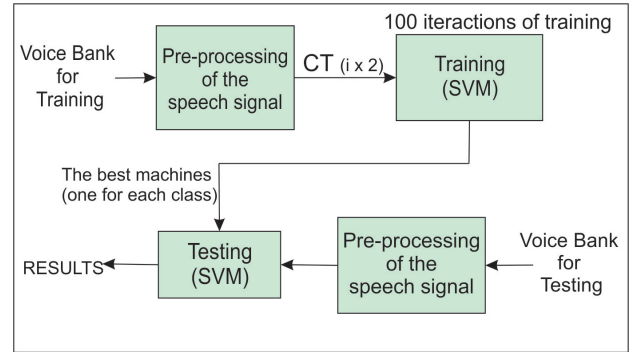 100 iteractions of training
Voice Bank
for
Training
Pre-processing
of the
speech signal
CT (i x 2)
Training
(SVM)
The best machines
(one for each class)
RESULTS
Testing
(SVM)
Pre-processing
of the
speech signal
Voice Bank
for
Testing